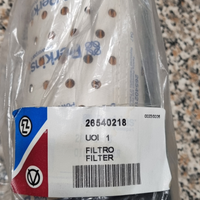 Perkins
26540218
UOM 1
FILTRO
FILTER